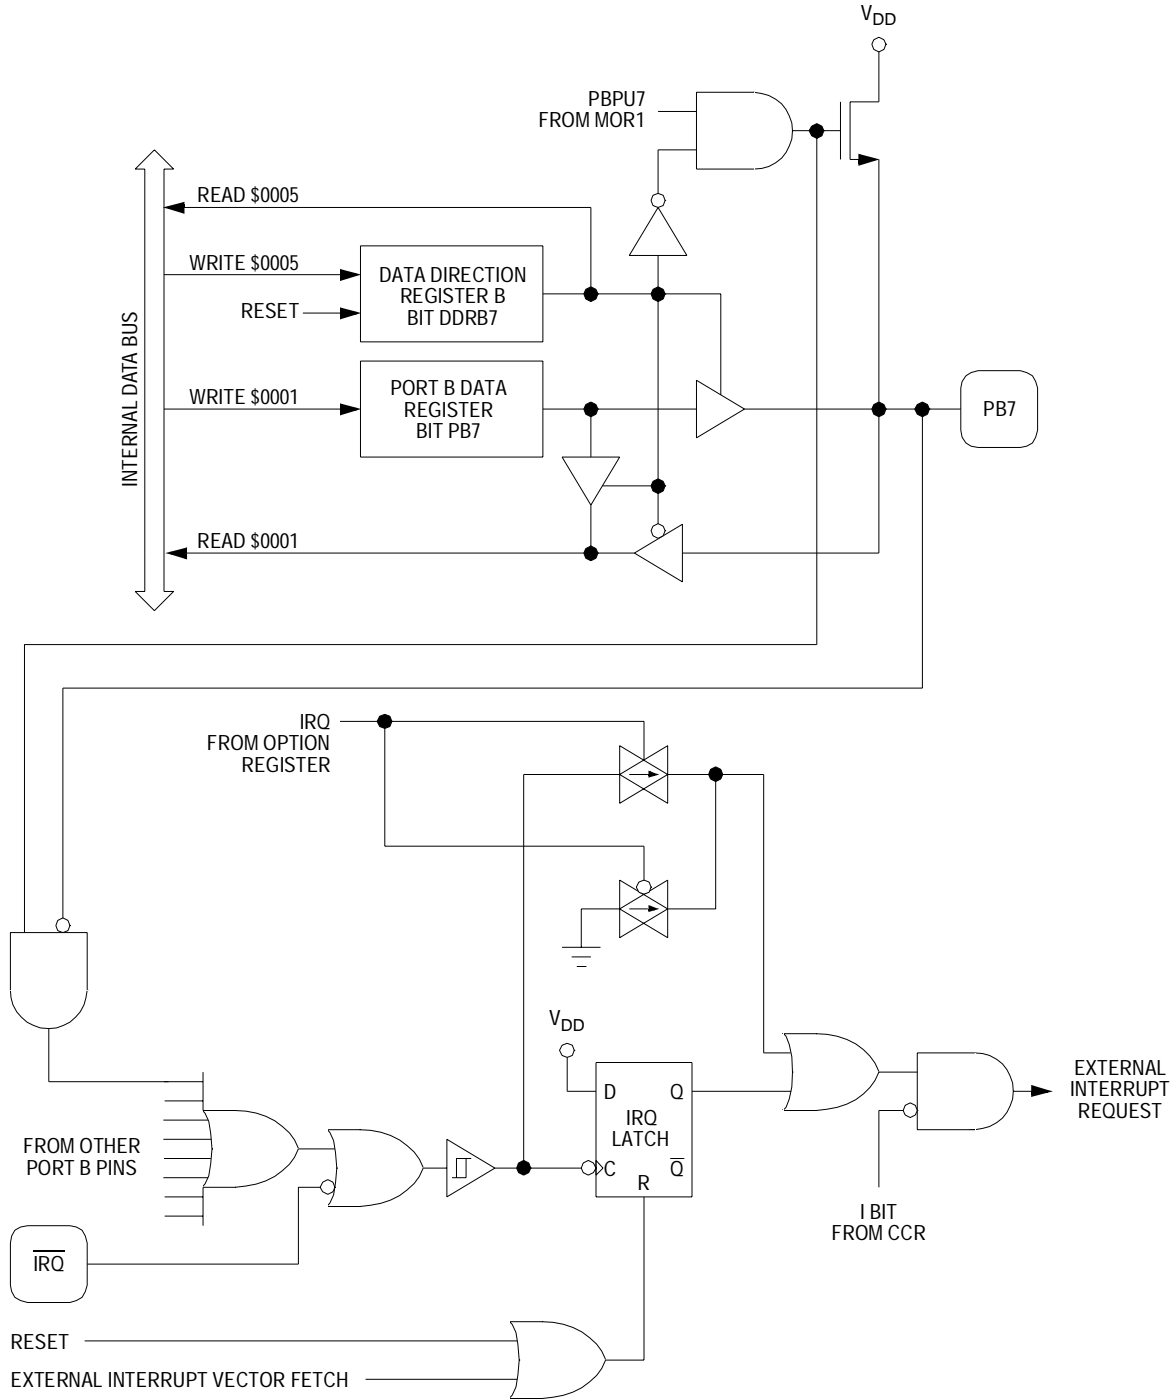 VDD
PBPU7
FROM MOR1
READ $0005
WRITE $0005
DATA DIRECTION
REGISTER B
BIT DDRB7
RESET
INTERNAL DATA BUS
WRITE $0001
PORT B DATA
REGISTER
BIT PB7
PB7
READ $0001
IRQ
FROM OPTION
REGISTER
VDD
D
Q
IRQ
LATCH
C
Q̅
R
EXTERNAL
INTERRUPT
REQUEST
FROM OTHER
PORT B PINS
I BIT
FROM CCR
I̅R̅Q̅
RESET
EXTERNAL INTERRUPT VECTOR FETCH